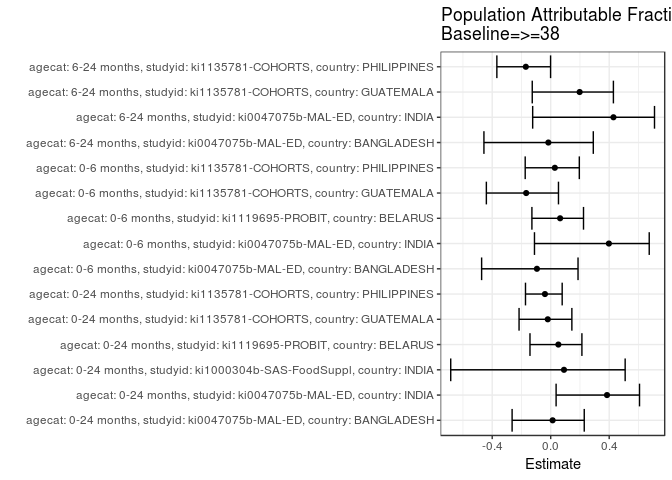 Population Attributable Fracti
Baseline=>=38
agecat: 6-24 months, studyid: ki1135781-COHORTS, country: PHILIPPINES
agecat: 6-24 months, studyid: ki1135781-COHORTS, country: GUATEMALA
agecat: 6-24 months, studyid: ki0047075b-MAL-ED, country: INDIA
agecat: 6-24 months, studyid: ki0047075b-MAL-ED, country: BANGLADESH
agecat: 0-6 months, studyid: ki1135781-COHORTS, country: PHILIPPINES
agecat: 0-6 months, studyid: ki1135781-COHORTS, country: GUATEMALA
agecat: 0-6 months, studyid: ki1119695-PROBIT, country: BELARUS
agecat: 0-6 months, studyid: ki0047075b-MAL-ED, country: INDIA
agecat: 0-6 months, studyid: ki0047075b-MAL-ED, country: BANGLADESH
agecat: 0-24 months, studyid: ki1135781-COHORTS, country: PHILIPPINES
agecat: 0-24 months, studyid: ki1135781-COHORTS, country: GUATEMALA
agecat: 0-24 months, studyid: ki1119695-PROBIT, country: BELARUS
agecat: 0-24 months, studyid: ki1000304b-SAS-FoodSuppl, country: INDIA
agecat: 0-24 months, studyid: ki0047075b-MAL-ED, country: INDIA
agecat: 0-24 months, studyid: ki0047075b-MAL-ED, country: BANGLADESH
-0.4 0.0 0.4
Estimate